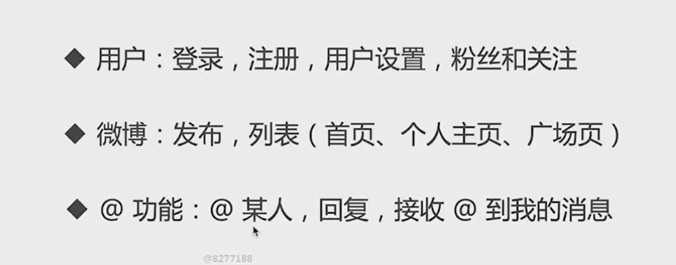 ◆ 用户：登录，注册，用户设置，粉丝和关注
◆ 微博：发布，列表（首页、个人主页、广场页）
◆ @ 功能：@ 某人，回复，接收 @ 到我的消息
@8277188